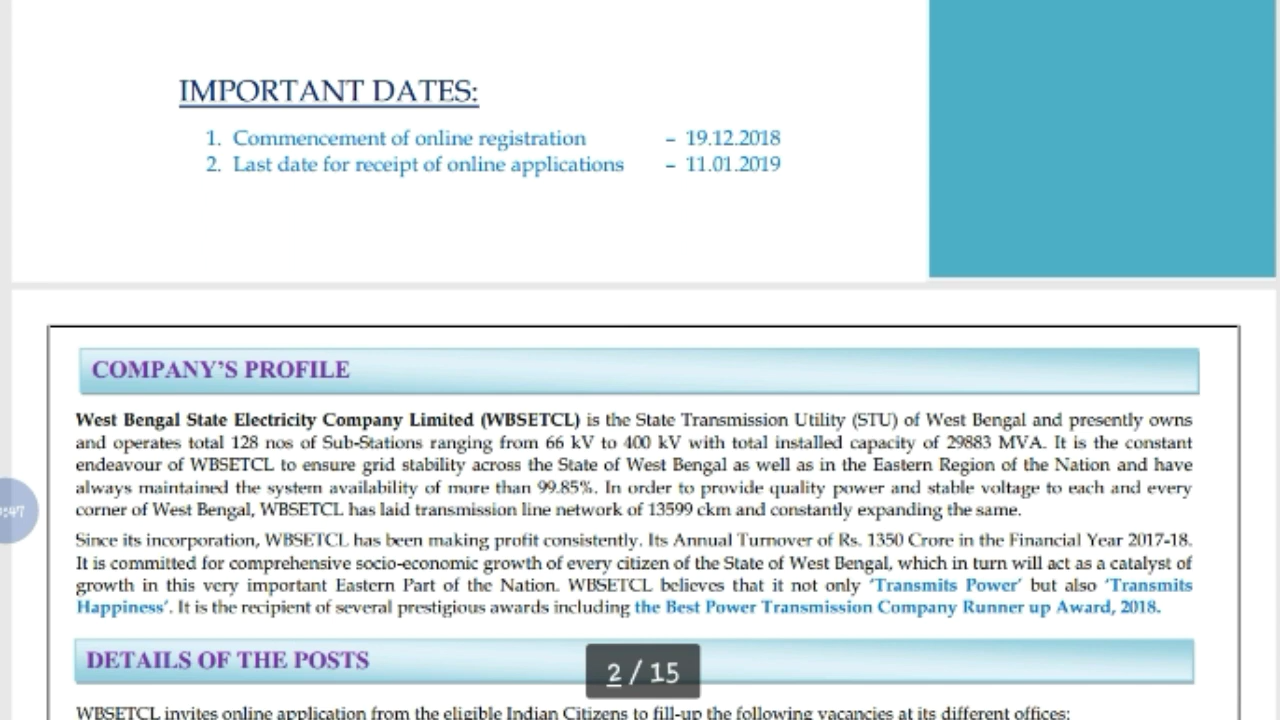 IMPORTANT DATES:
1. Commencement of online registration – 19.12.2018
2. Last date for receipt of online applications – 11.01.2019
COMPANY'S PROFILE
West Bengal State Electricity Company Limited (WBSETCL) is the State Transmission Utility (STU) of West Bengal and presently owns
and operates total 128 nos of Sub-Stations ranging from 66 kV to 400 kV with total installed capacity of 29883 MVA. It is the constant
endeavour of WBSETCL to ensure grid stability across the State of West Bengal as well as in the Eastern Region of the Nation and have
always maintained the system availability of more than 99.85%. In order to provide quality power and stable voltage to each and every
corner of West Bengal, WBSETCL has laid transmission line network of 13599 ckm and constantly expanding the same.
Since its incorporation, WBSETCL has been making profit consistently. Its Annual Turnover of Rs. 1350 Crore in the Financial Year 2017-18.
It is committed for comprehensive socio-economic growth of every citizen of the State of West Bengal, which in turn will act as a catalyst of
growth in this very important Eastern Part of the Nation. WBSETCL believes that it not only 'Transmits Power' but also 'Transmits
Happiness'. It is the recipient of several prestigious awards including the Best Power Transmission Company Runner up Award, 2018.
DETAILS OF THE POSTS
2 / 15
WBSETCL invites online application from the eligible Indian Citizens to fill-up the following vacancies at its different offices: